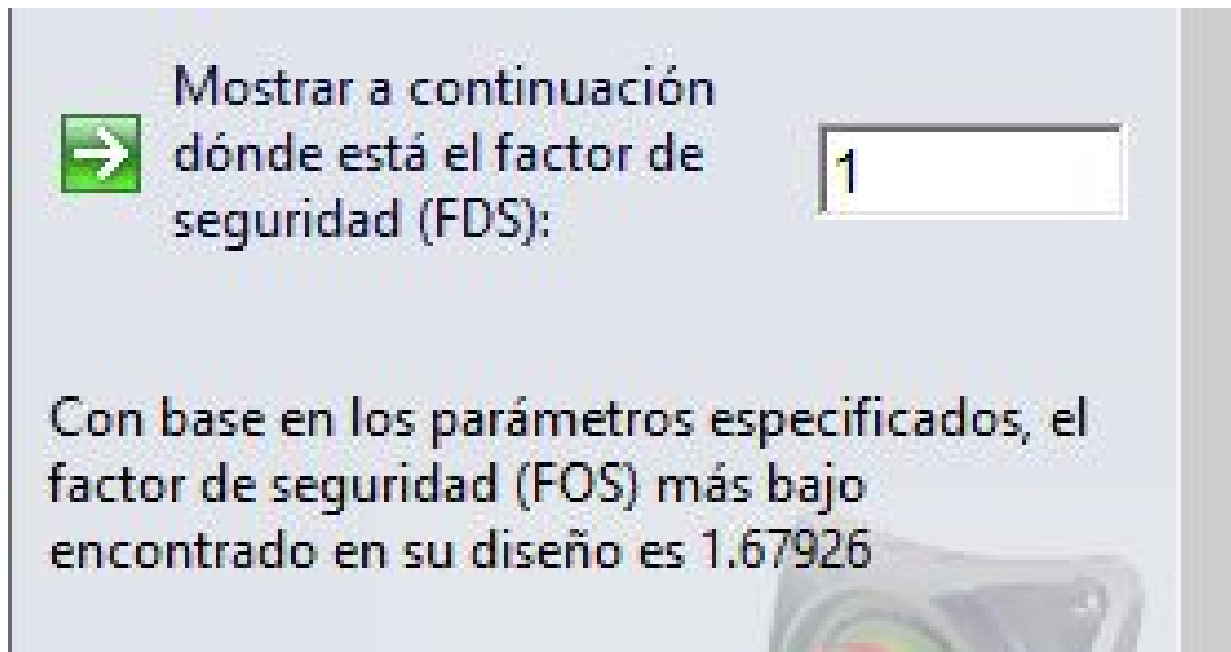 Mostrar a continuación
dónde está el factor de
seguridad (FDS):
1
Con base en los parámetros especificados, el
factor de seguridad (FOS) más bajo
encontrado en su diseño es 1.67926